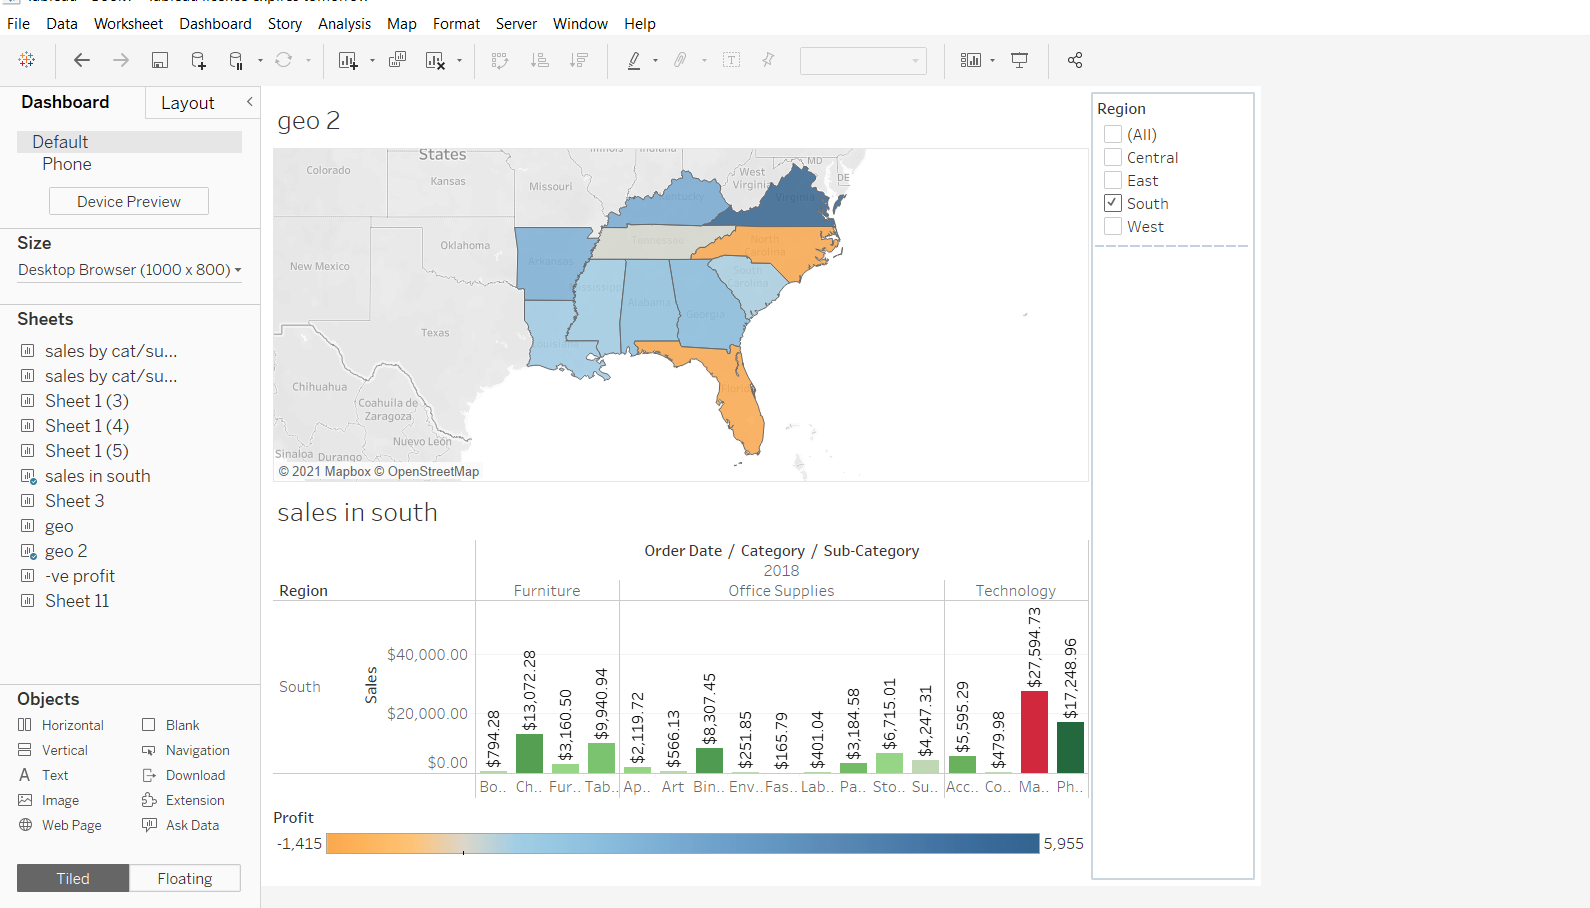 File Data Worksheet Dashboard Story Analysis Map Format Server Window Help
Dashboard Layout
Default
Phone
Device Preview
Size
Desktop Browser (1000 x 800)
Sheets
sales by cat/su...
sales by cat/su...
Sheet 1 (3)
Sheet 1 (4)
Sheet 1 (5)
sales in south
Sheet 3
geo
geo 2
-ve profit
Sheet 11
Objects
Horizontal Blank
Vertical Navigation
Text Download
Image Extension
Web Page Ask Data
Tiled Floating
geo 2
States
Colorado
Kansas
Missouri
West
Virginia
MD
DE
Virginia
Oklahoma
Tennessee
North
Carolina
New Mexico
Arkansas
South
Carolina
Alabama
Georgia
Texas
Chihuahua
Coahuila de
Zaragoza
Nuevo León
Sinaloa
Durango
© 2021 Mapbox © OpenStreetMap
sales in south
Order Date / Category / Sub-Category
2018
Region Furniture Office Supplies Technology
South
Sales
$40,000.00
$20,000.00
$0.00
$794.28
$13,072.28
$3,160.50
$9,940.94
$2,119.72
$566.13
$8,307.45
$251.85
$165.79
$401.04
$3,184.58
$6,715.01
$4,247.31
$5,595.29
$479.98
$27,594.73
$17,248.96
Bo.. Ch.. Fur.. Tab.. Ap.. Art Bin.. Env.. Fas.. Lab.. Pa.. Sto.. Su.. Acc.. Co.. Ma.. Ph..
Profit
-1,415 5,955
Region
(All)
Central
East
South
West